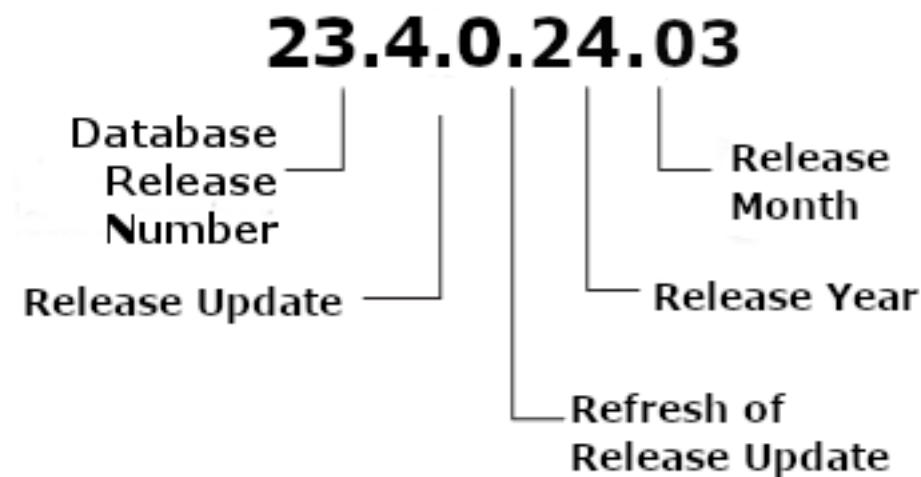 23.4.0.24.03
Database
Release
Number
Release
Month
Release Update
Release Year
Refresh of
Release Update